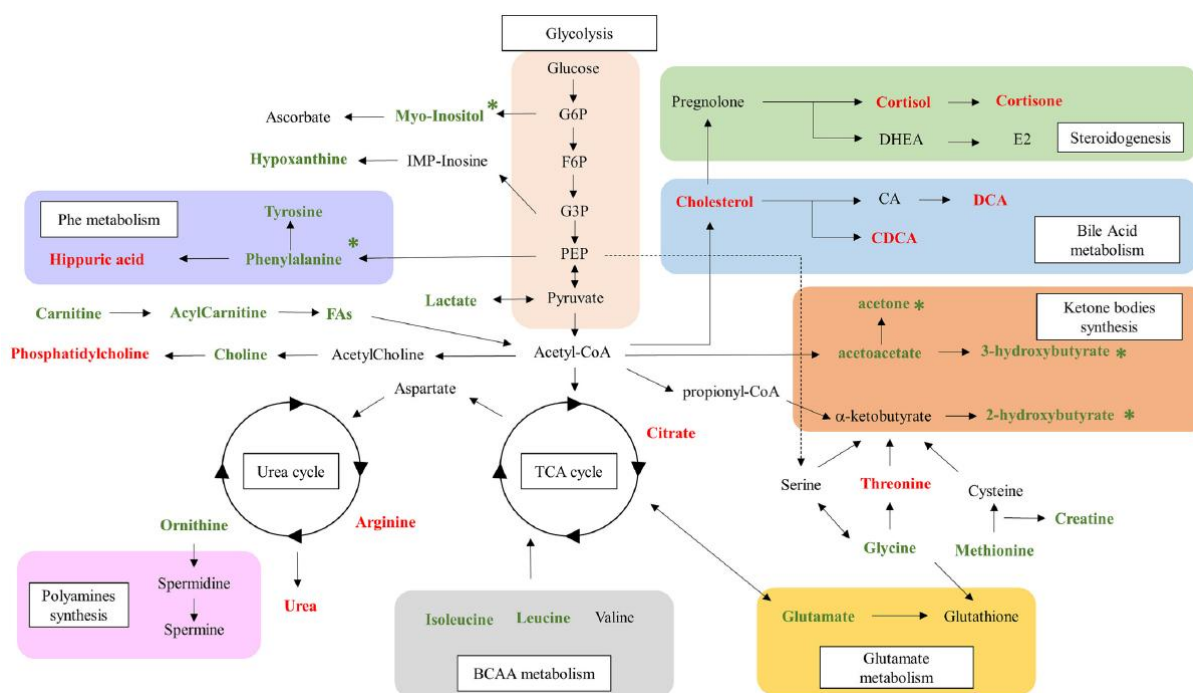 Glycolysis
Glucose
Ascorbate
Myo-Inositol *
G6P
Hypoxanthine
IMP-Inosine
F6P
G3P
PEP
Pyruvate
Lactate
Pregnolone
Cortisol
Cortisone
DHEA
E2
Steroidogenesis
Cholesterol
CA
DCA
CDCA
Bile Acid
metabolism
Phe metabolism
Tyrosine
Hippuric acid
Phenylalanine *
Carnitine
AcylCarnitine
FAs
Phosphatidylcholine
Choline
AcetylCholine
Acetyl-CoA
acetone *
Ketone bodies
synthesis
acetoacetate
3-hydroxybutyrate *
propionyl-CoA
α-ketobutyrate
2-hydroxybutyrate *
Aspartate
Citrate
Urea cycle
TCA cycle
Serine
Threonine
Cysteine
Arginine
Ornithine
Creatine
Glycine
Methionine
Polyamines
synthesis
Spermidine
Spermine
Urea
Isoleucine
Leucine
Valine
BCAA metabolism
Glutamate
Glutathione
Glutamate
metabolism